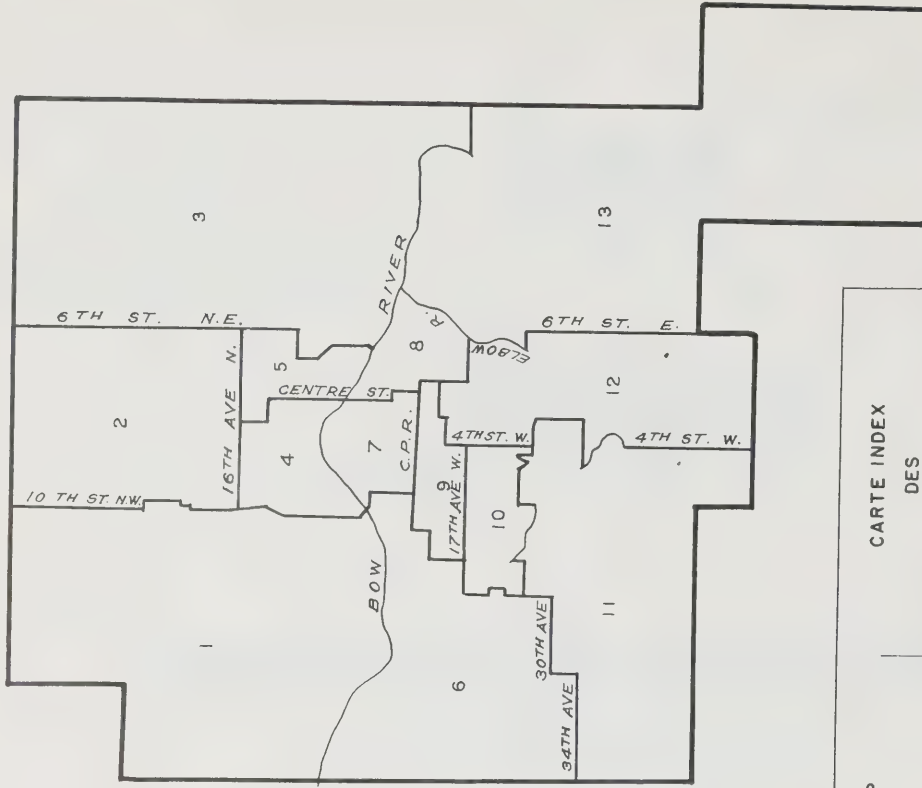 3
6TH ST. N.E.
2
16TH AVE N.
5
CENTRE ST.
10 TH ST. N.W.
4
1
RIVER
BOW
7
8
C.P.R.
ELBOW R.
9
17TH AVE W.
4TH ST. W.
10
6
13
6TH ST. E.
12
4TH ST. W.
30TH AVE
34TH AVE
11
CARTE INDEX
DES